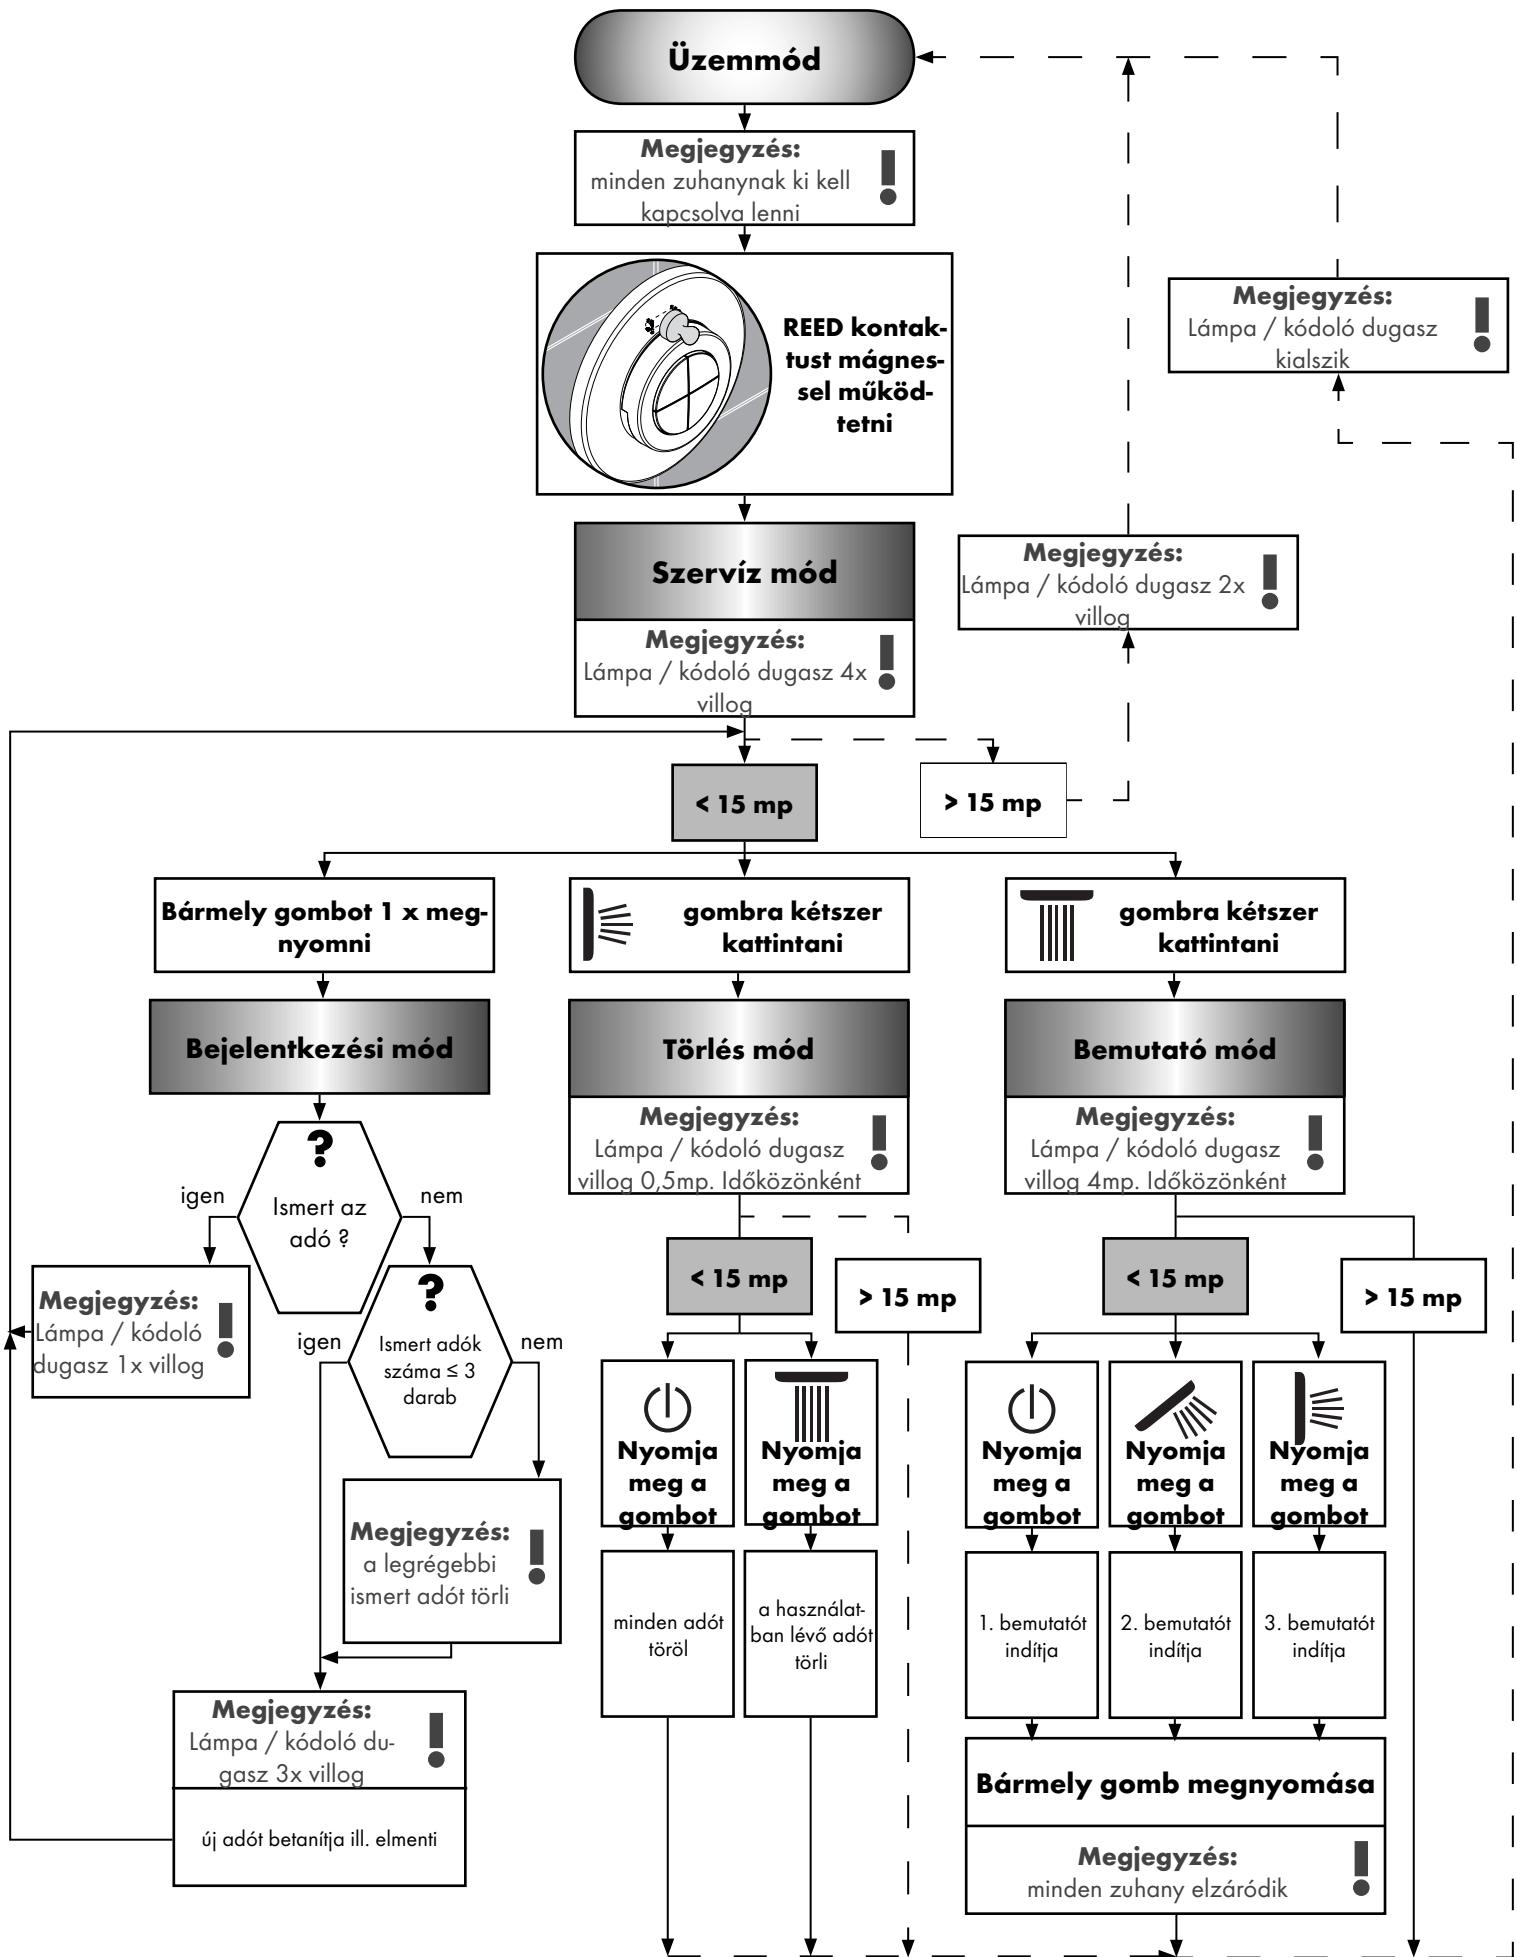 Üzemmód
Megjegyzés:
minden zuhanynak ki kell
kapcsolva lenni
REED kontak-
tust mágnes-
sel működ-
tetni
Megjegyzés:
Lámpa / kódoló dugasz
kialszik
Szervíz mód
Megjegyzés:
Lámpa / kódoló dugasz 4x
villog
Megjegyzés:
Lámpa / kódoló dugasz 2x
villog
< 15 mp
> 15 mp
Bármely gombot 1 x meg-
nyomni
gombra kétszer
kattintani
gombra kétszer
kattintani
Bejelentkezési mód
Törlés mód
Megjegyzés:
Lámpa / kódoló dugasz
villog 0,5mp. Időközönként
Bemutató mód
Megjegyzés:
Lámpa / kódoló dugasz
villog 4mp. Időközönként
?
igen
Ismert az
adó ?
nem
Megjegyzés:
Lámpa / kódoló
dugasz 1x villog
?
igen
Ismert adók
száma ≤ 3
darab
nem
Megjegyzés:
a legrégebbi
ismert adót törli
Megjegyzés:
Lámpa / kódoló du-
gasz 3x villog
új adót betanítja ill. elmenti
< 15 mp
> 15 mp
Nyomja
meg a
gombot
Nyomja
meg a
gombot
minden adót
töröl
a használat-
ban lévő adót
törli
< 15 mp
> 15 mp
Nyomja
meg a
gombot
Nyomja
meg a
gombot
Nyomja
meg a
gombot
1. bemutatót
indítja
2. bemutatót
indítja
3. bemutatót
indítja
Bármely gomb megnyomása
Megjegyzés:
minden zuhany elzáródik